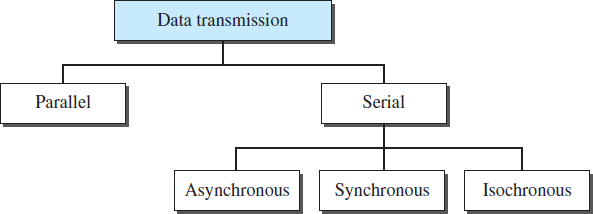 Data transmission
Parallel
Serial
Asynchronous
Synchronous
Isochronous